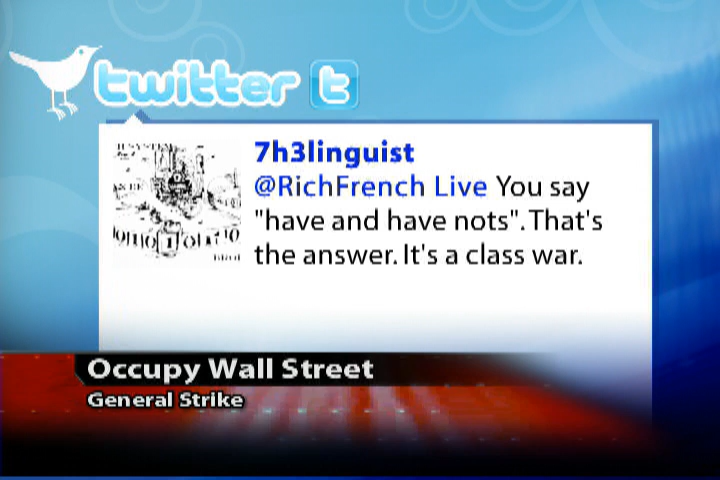 twitter t
7h3linguist
@RichFrench Live You say
"have and have nots". That's
the answer. It's a class war.
Occupy Wall Street
General Strike